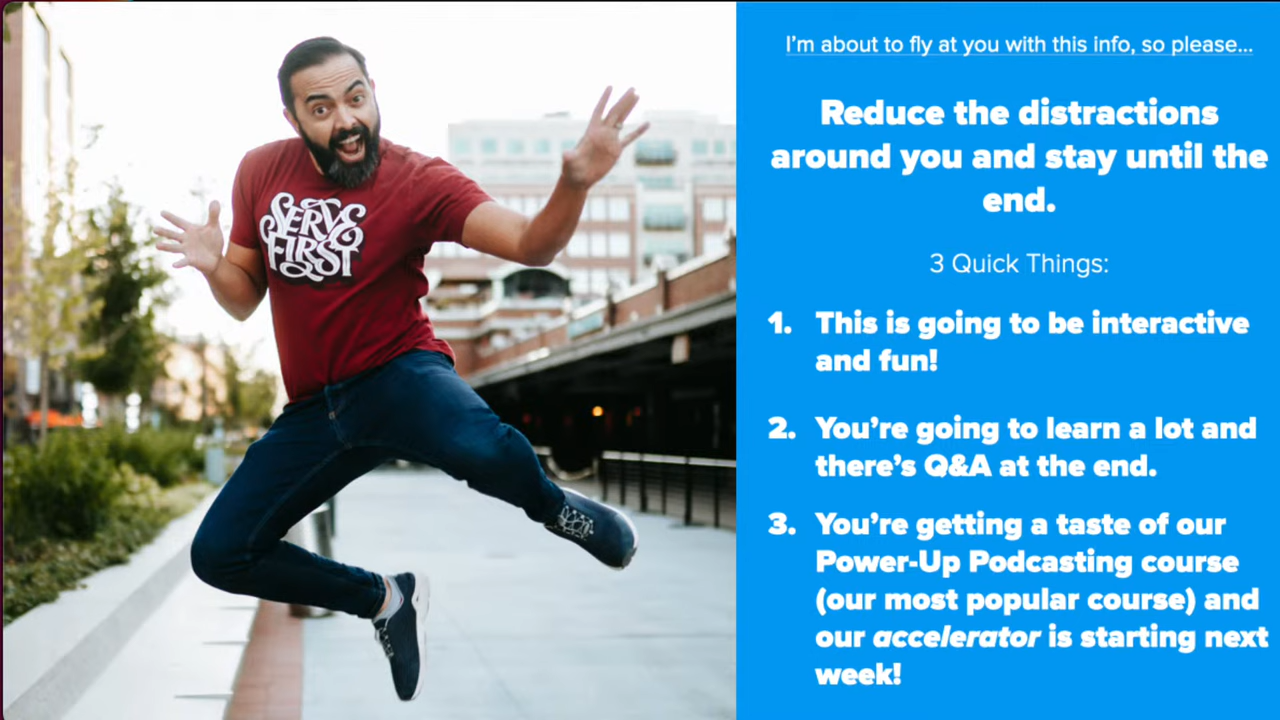 SERVE
FIRST
I'm about to fly at you with this info, so please...
Reduce the distractions
around you and stay until the
end.
3 Quick Things:
1. This is going to be interactive
and fun!
2. You're going to learn a lot and
there's Q&A at the end.
3. You're getting a taste of our
Power-Up Podcasting course
(our most popular course) and
our accelerator is starting next
week!